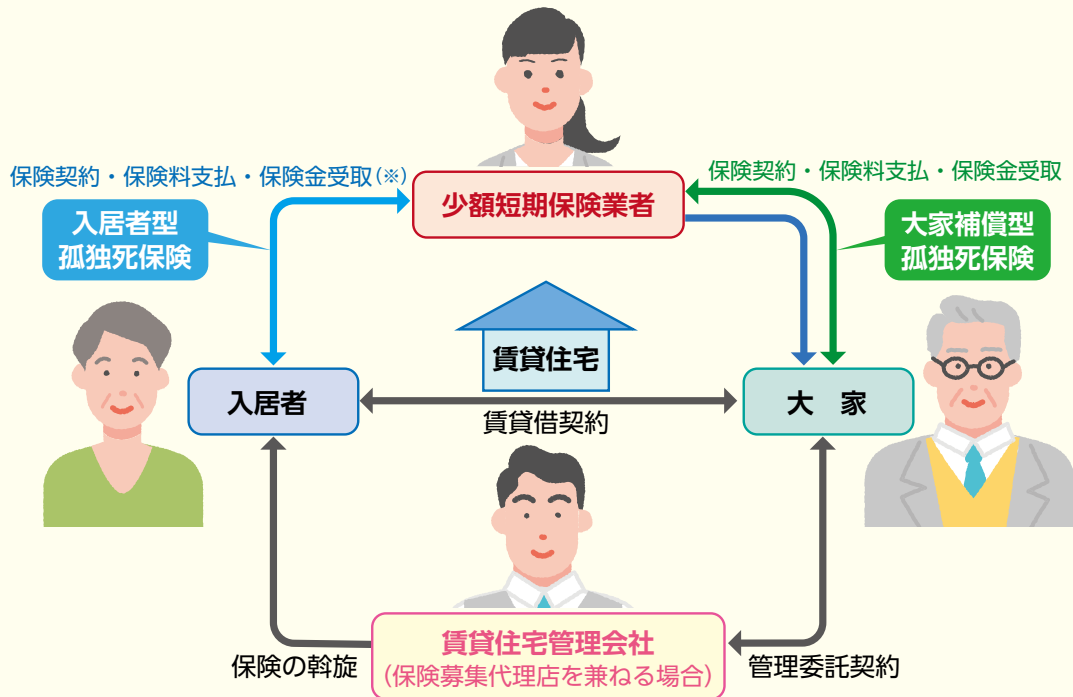 保険契約・保険料支払・保険金受取(※)
保険契約・保険料支払・保険金受取
少額短期保険業者
入居者型
孤独死保険
大家補償型
孤独死保険
賃貸住宅
入居者
大 家
賃貸借契約
賃貸住宅管理会社
(保険募集代理店を兼ねる場合)
保険の斡旋
管理委託契約